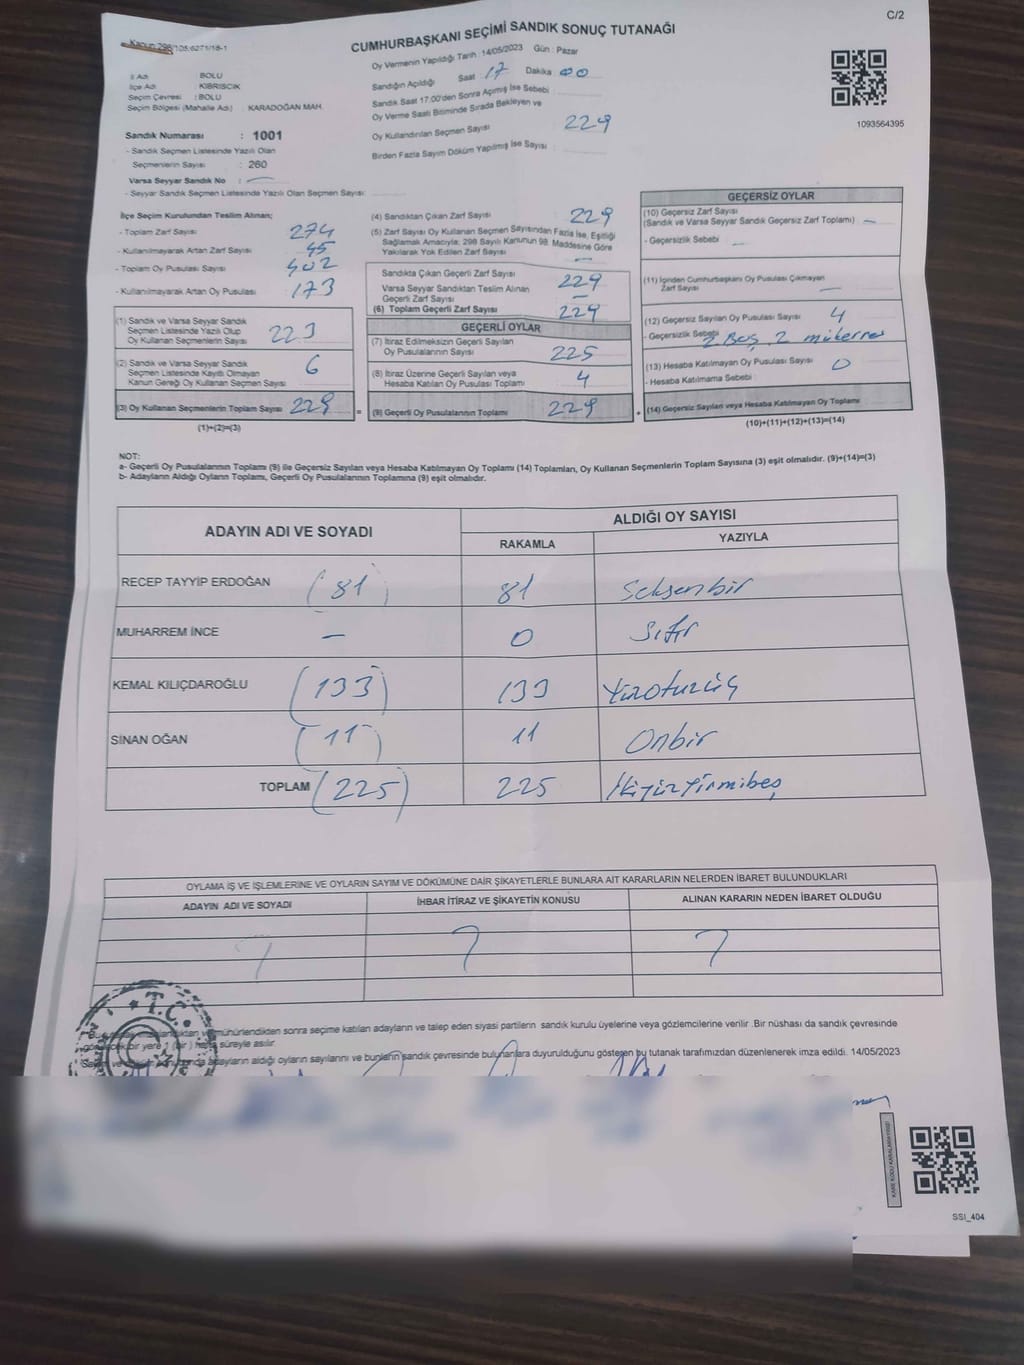 C/2
Kanun: 298/105:6271/18-1
CUMHURBAŞKANI SEÇİMİ SANDIK SONUÇ TUTANAĞI
1093564395
İl Adı : BOLU
İlçe Adı : KIBRISCIK
Seçim Çevresi : BOLU
Seçim Bölgesi (Mahalle Adı) : KARADOĞAN MAH.
Sandık Numarası : 1001
- Sandık Seçmen Listesinde Yazılı Olan
Seçmenlerin Sayısı : 260
Varsa Seyyar Sandık No : —
- Seyyar Sandık Seçmen Listesinde Yazılı Olan Seçmen Sayısı:
Oy Vermenin Yapıldığı Tarih : 14/05/2023 Gün : Pazar
Sandığın Açıldığı Saat 17 Dakika : 00
Sandık Saat 17:00'den Sonra Açımış İse Sebebi :
Oy Verme Saati Bitiminde Sırada Bekleyen ve
Oy Kullandırılan Seçmen Sayısı 229
Birden Fazla Sayım Döküm Yapılmış İse Sayısı :
İlçe Seçim Kurulundan Teslim Alınan;
- Toplam Zarf Sayısı 274
- Kullanılmayarak Artan Zarf Sayısı 45
- Toplam Oy Pusulası Sayısı 402
- Kullanılmayarak Artan Oy Pusulası 173
(1) Sandık ve Varsa Seyyar Sandık
Seçmen Listesinde Yazılı Olup
Oy Kullanan Seçmenlerin Sayısı 223
(2) Sandık ve Varsa Seyyar Sandık
Seçmen Listesinde Kayıtlı Olmayan
Kanun Gereği Oy Kullanan Seçmen Sayısı 6
(3) Oy Kullanan Seçmenlerin Toplam Sayısı 229 =
(1)+(2)=(3)
(4) Sandıktan Çıkan Zarf Sayısı 229
(5) Zarf Sayısı Oy Kullanan Seçmen Sayısından Fazla İse, Eşitliği
Sağlamak Amacıyla; 298 Sayılı Kanunun 98. Maddesine Göre
Yakılarak Yok Edilen Zarf Sayısı —
Sandıkta Çıkan Geçerli Zarf Sayısı 229
Varsa Seyyar Sandıktan Teslim Alınan
Geçerli Zarf Sayısı —
(6) Toplam Geçerli Zarf Sayısı 229
GEÇERLİ OYLAR
(7) İtiraz Edilmeksizin Geçerli Sayılan
Oy Pusulalarının Sayısı 225
(8) İtiraz Üzerine Geçerli Sayılan veya
Hesaba Katılan Oy Pusulası Toplamı 4
(9) Geçerli Oy Pusulalarının Toplamı 229 +
GEÇERSİZ OYLAR
(10) Geçersiz Zarf Sayısı
(Sandık ve Varsa Seyyar Sandık Geçersiz Zarf Toplamı) —
- Geçersizlik Sebebi —
(11) İçinden Cumhurbaşkanı Oy Pusulası Çıkmayan
Zarf Sayısı —
(12) Geçersiz Sayılan Oy Pusulası Sayısı 4
- Geçersizlik Sebebi 2 Boş, 2 mükerrer
(13) Hesaba Katılmayan Oy Pusulası Sayısı 0
- Hesaba Katılmama Sebebi
(14) Geçersiz Sayılan veya Hesaba Katılmayan Oy Toplamı
(10)+(11)+(12)+(13)=(14)
NOT:
a- Geçerli Oy Pusulalarının Toplamı (9) ile Geçersiz Sayılan veya Hesaba Katılmayan Oy Toplamı (14) Toplamları, Oy Kullanan Seçmenlerin Toplam Sayısına (3) eşit olmalıdır. (9)+(14)=(3)
b- Adayların Aldığı Oyların Toplamı, Geçerli Oy Pusulalarının Toplamına (9) eşit olmalıdır.
ADAYIN ADI VE SOYADI
ALDIĞI OY SAYISI
RAKAMLA YAZIYLA
RECEP TAYYİP ERDOĞAN (81) 81 Seksenbir
MUHARREM İNCE — 0 Sıfır
KEMAL KILIÇDAROĞLU (133) 133 Yüzotuzüç
SİNAN OĞAN (11) 11 Onbir
TOPLAM (225) 225 İkiyüzyirmibeş
OYLAMA İŞ VE İŞLEMLERİNE VE OYLARIN SAYIM VE DÖKÜMÜNE DAİR ŞİKAYETLERLE BUNLARA AİT KARARLARIN NELERDEN İBARET BULUNDUKLARI
ADAYIN ADI VE SOYADI İHBAR İTİRAZ VE ŞİKAYETİN KONUSU ALINAN KARARIN NEDEN İBARET OLDUĞU
T.C.
mühürlendikten sonra seçime katılan adayların ve talep eden siyasi partilerin sandık kurulu üyelerine veya gözlemcilerine verilir .Bir nüshası da sandık çevresinde
bir yere 1 (bir) hafta süreyle asılır.
adayların aldığı oyların sayılarını ve bunların sandık çevresinde bulunanlara duyurulduğunu gösteren bu tutanak tarafımızdan düzenlenerek imza edildi. 14/05/2023
SSI_404